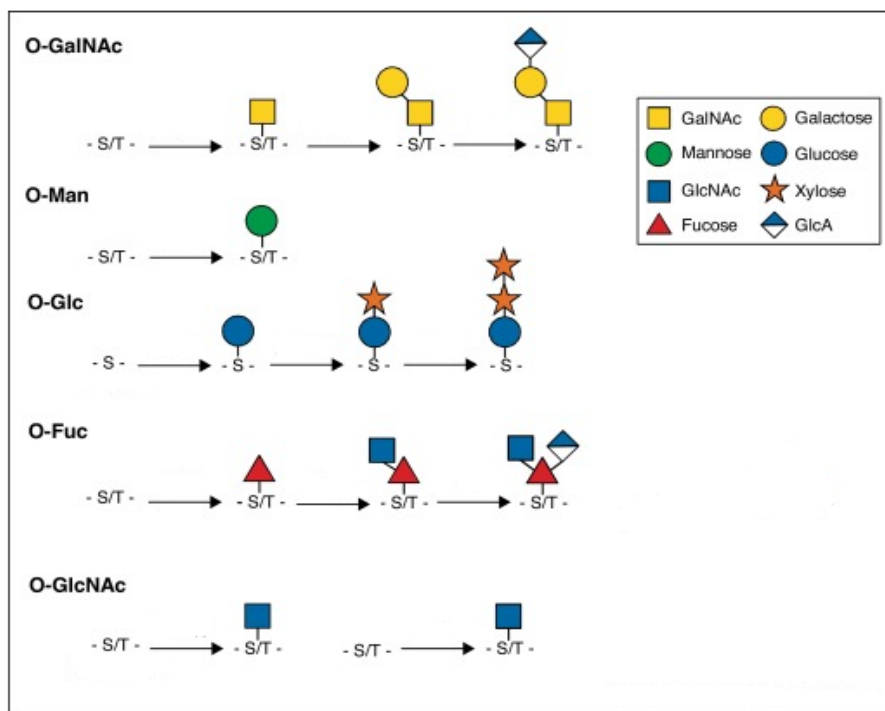 O-GalNAc
- S/T - - S/T - - S/T - - S/T -
GalNAc Galactose
Mannose Glucose
GlcNAc Xylose
Fucose GlcA
O-Man
- S/T - - S/T -
O-Glc
- S - - S - - S - - S -
O-Fuc
- S/T - - S/T - - S/T - - S/T -
O-GlcNAc
- S/T - - S/T - - S/T - - S/T -